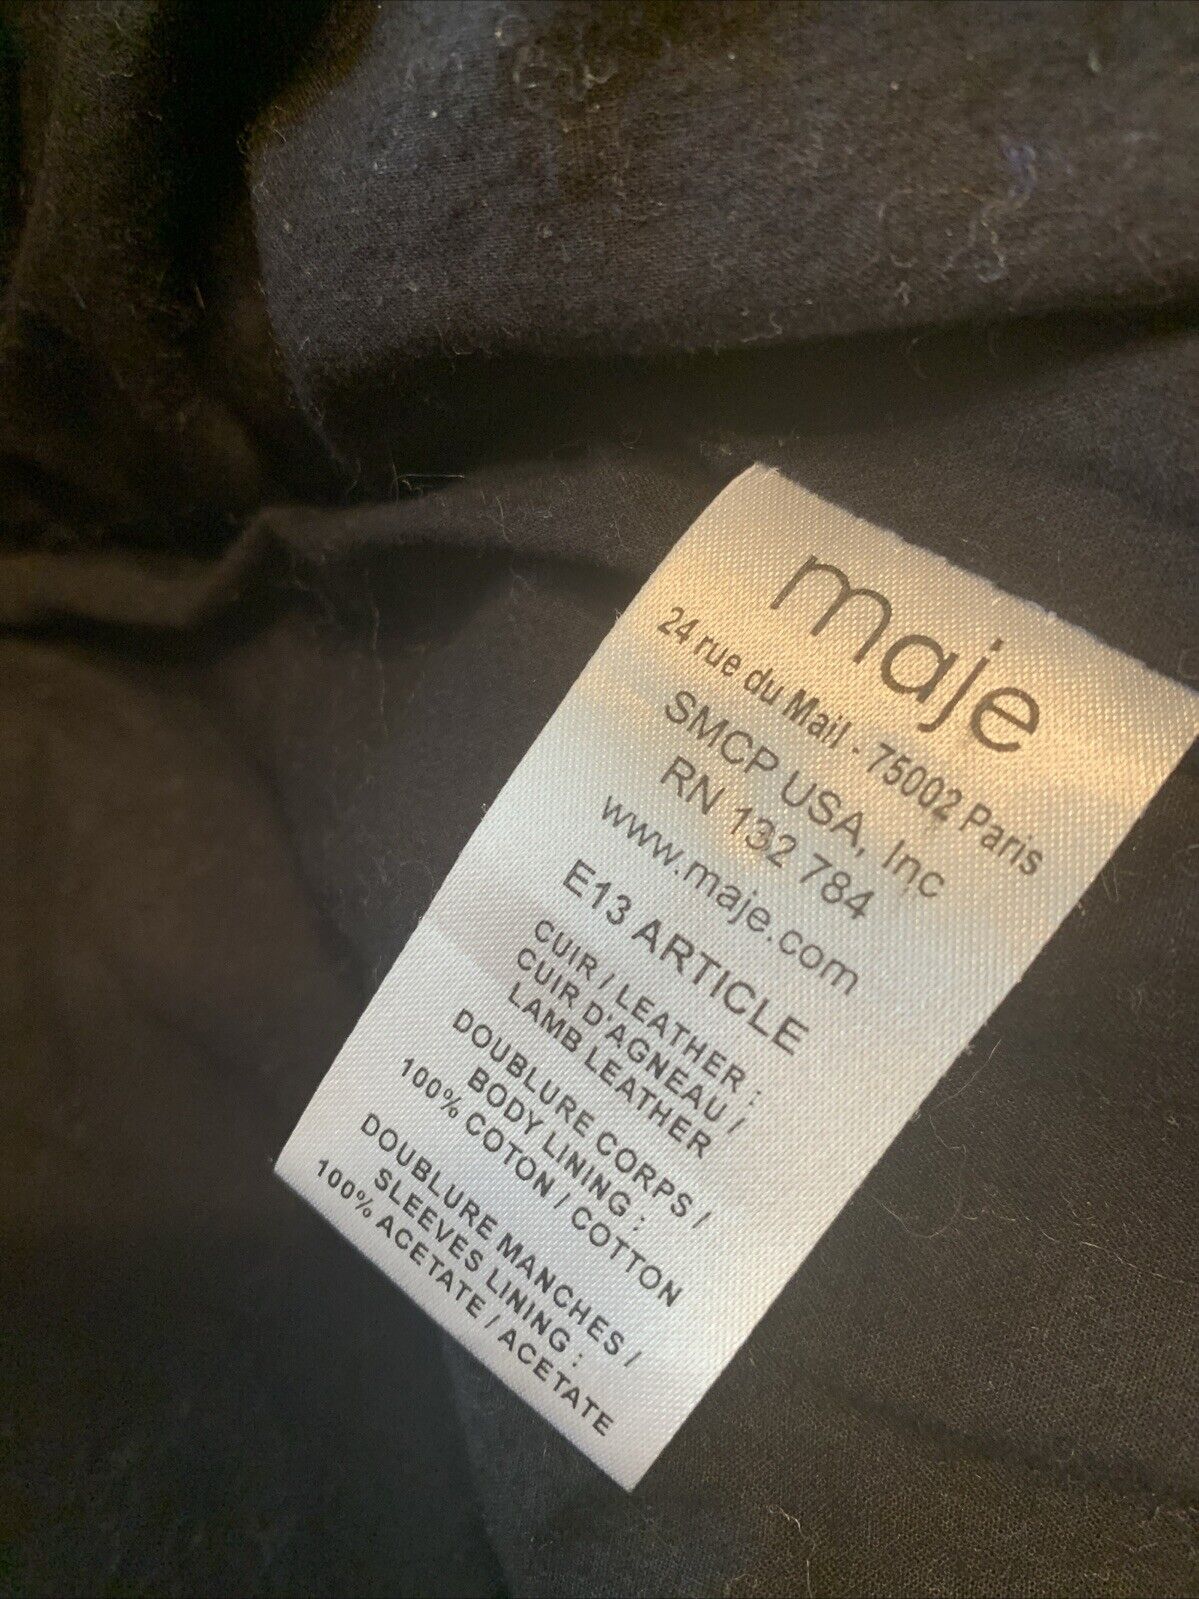 maje
24 rue du Mail - 75002 Paris
SMCP USA, Inc
RN 132 784
www.maje.com
E13 ARTICLE
CUIR / LEATHER :
CUIR D'AGNEAU /
LAMB LEATHER
DOUBLURE CORPS /
BODY LINING :
100% COTON / COTTON
DOUBLURE MANCHES /
SLEEVES LINING :
100% ACETATE / ACETATE